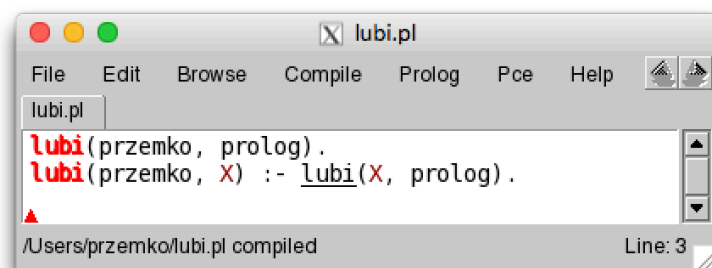 lubi.pl
File Edit Browse Compile Prolog Pce Help
lubi.pl
lubi(przemko, prolog).
lubi(przemko, X) :- lubi(X, prolog).
/Users/przemko/lubi.pl compiled Line: 3